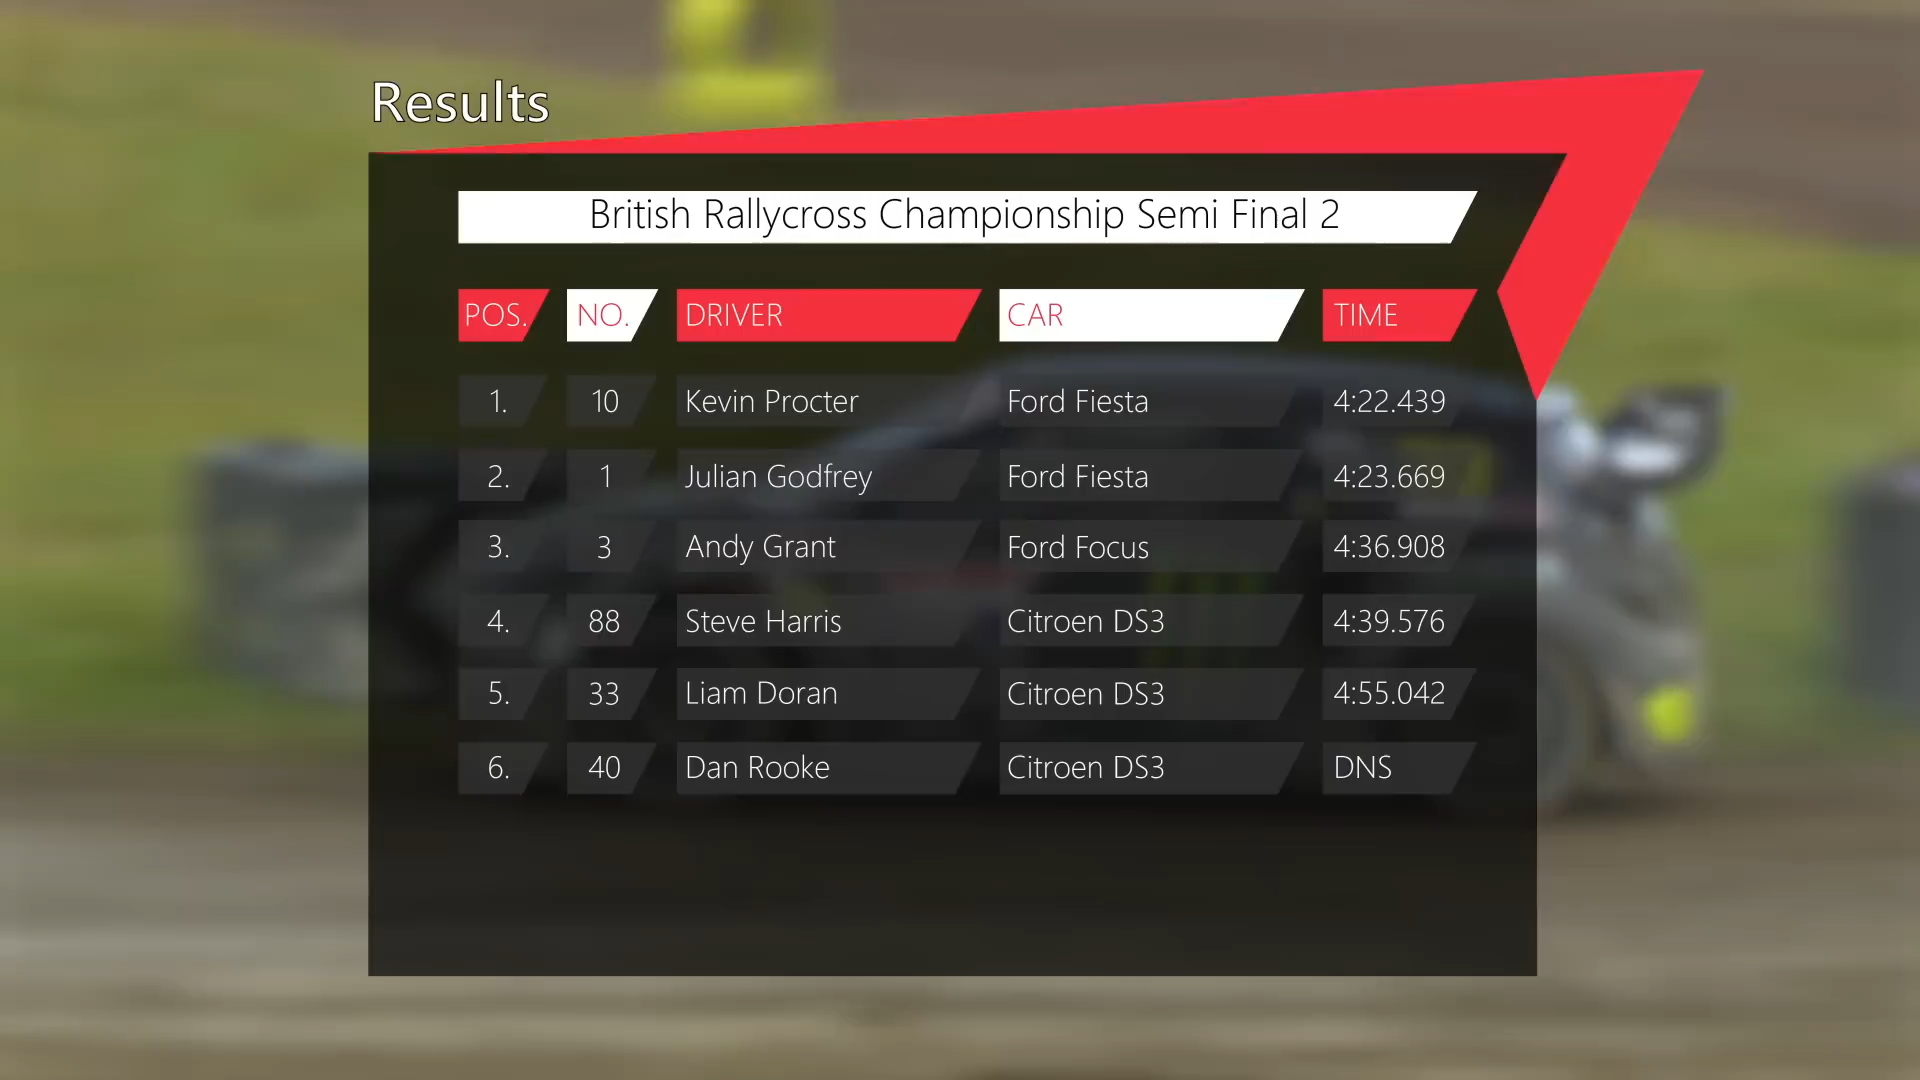 Results
British Rallycross Championship Semi Final 2
POS. NO. DRIVER CAR TIME
1. 10 Kevin Procter Ford Fiesta 4:22.439
2. 1 Julian Godfrey Ford Fiesta 4:23.669
3. 3 Andy Grant Ford Focus 4:36.908
4. 88 Steve Harris Citroen DS3 4:39.576
5. 33 Liam Doran Citroen DS3 4:55.042
6. 40 Dan Rooke Citroen DS3 DNS